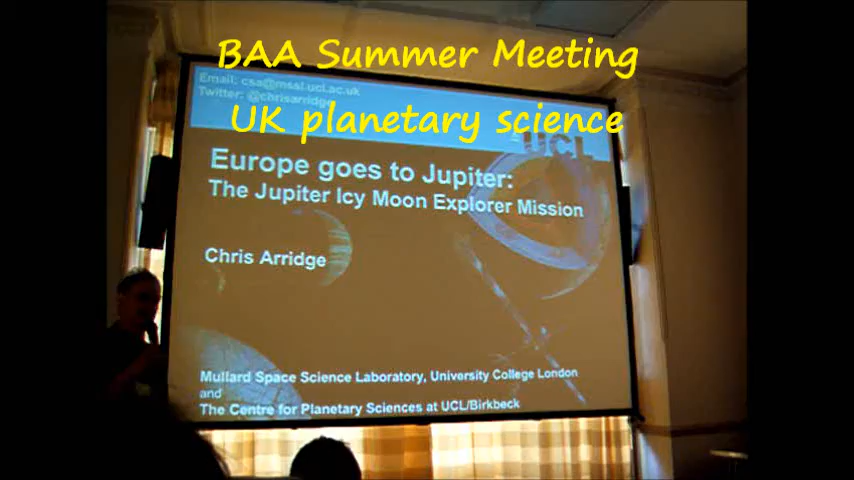 BAA Summer Meeting
UK planetary science
Email: csa@mssl.ucl.ac.uk
Twitter: @chrisarridge
UCL
Europe goes to Jupiter:
The Jupiter Icy Moon Explorer Mission
Chris Arridge
Mullard Space Science Laboratory, University College London
and
The Centre for Planetary Sciences at UCL/Birkbeck